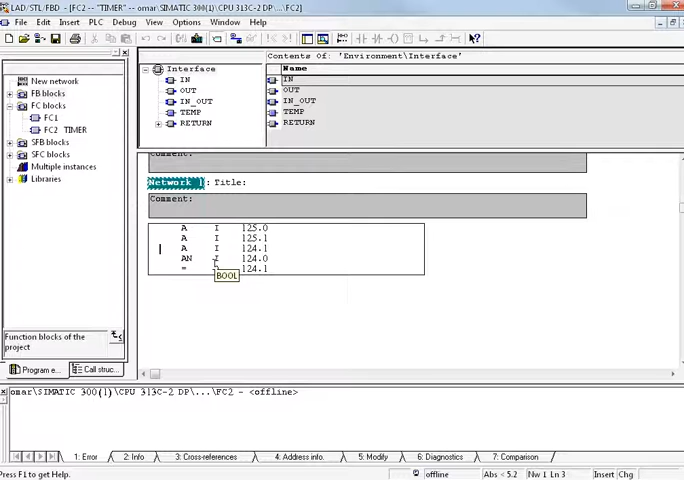 LAD/STL/FBD - [FC2 -- "TIMER" -- omar\SIMATIC 300(1)\CPU 313C-2 DP\...\FC2]
File Edit Insert PLC Debug View Options Window Help
Contents Of: 'Environment\Interface'
Interface
IN
OUT
IN_OUT
TEMP
RETURN
Name
IN
OUT
IN_OUT
TEMP
RETURN
New network
FB blocks
FC blocks
FC1
FC2 TIMER
SFB blocks
SFC blocks
Multiple instances
Libraries
Comment:
Network 1: Title:
Comment:
A I 125.0
A I 125.1
A I 124.1
AN I 124.0
= 124.1
BOOL
Function blocks of the
project
Program e...
Call struc...
omar\SIMATIC 300(1)\CPU 313C-2 DP\...\FC2 - <offline>
1: Error
2: Info
3: Cross-references
4: Address info.
5: Modify
6: Diagnostics
7: Comparison
Press F1 to get Help.
offline
Abs < 5.2
Nw 1 Ln 3
Insert
Chg